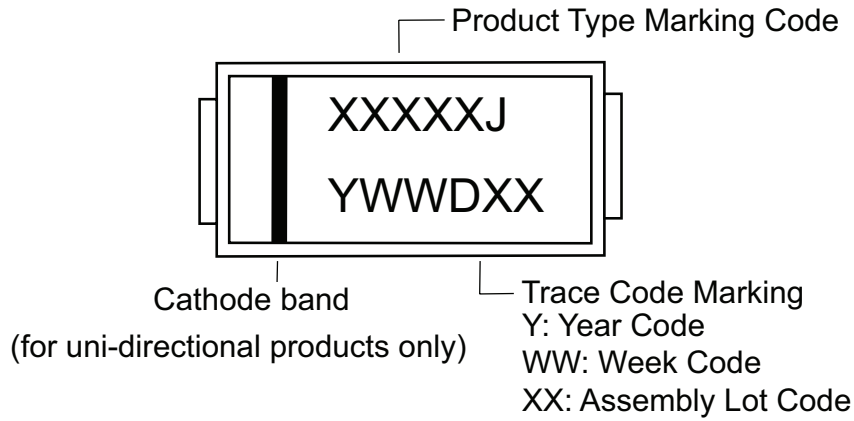 Product Type Marking Code
XXXXXJ
YWWDXX
Cathode band
(for uni-directional products only)
Trace Code Marking
Y: Year Code
WW: Week Code
XX: Assembly Lot Code